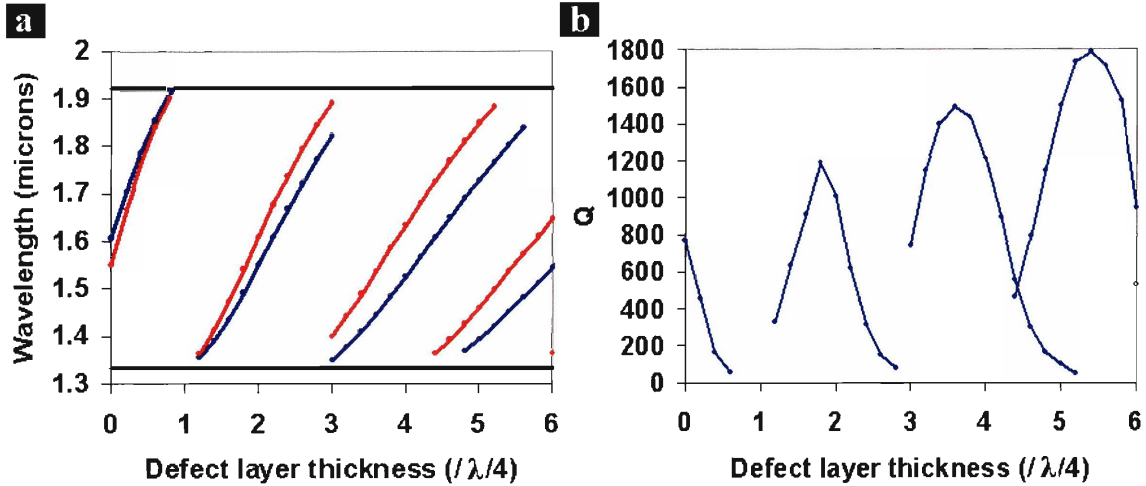 a
Wavelength (microns)
2
1.9
1.8
1.7
1.6
1.5
1.4
1.3
0 1 2 3 4 5 6
Defect layer thickness (/ λ/4)
b
Q
1800
1600
1400
1200
1000
800
600
400
200
0
0 1 2 3 4 5 6
Defect layer thickness (/ λ/4)